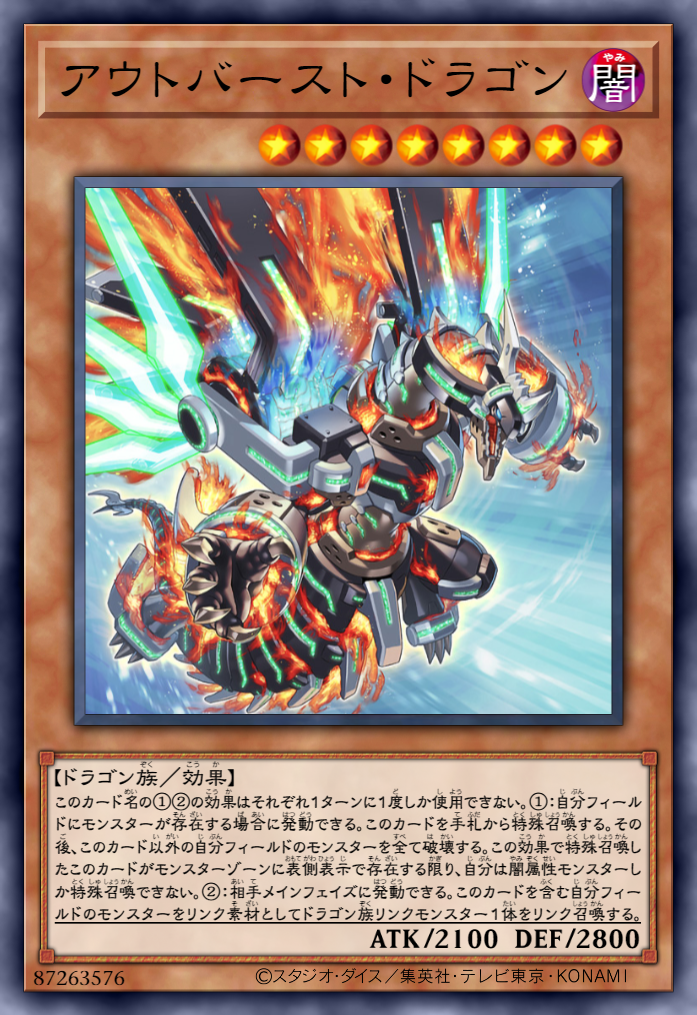 アウトバースト・ドラゴン
やみ
闇
【ドラゴン族／効果】
このカード名の①②の効果はそれぞれ1ターンに1度しか使用できない。①：自分フィール
ドにモンスターが存在する場合に発動できる。このカードを手札から特殊召喚する。その
後、このカード以外の自分フィールドのモンスターを全て破壊する。この効果で特殊召喚し
たこのカードがモンスターゾーンに表側表示で存在する限り、自分は闇属性モンスターし
か特殊召喚できない。②：相手メインフェイズに発動できる。このカードを含む自分フィー
ルドのモンスターをリンク素材としてドラゴン族リンクモンスター1体をリンク召喚する。
ATK/2100 DEF/2800
87263576 ©スタジオ・ダイス／集英社・テレビ東京・KONAMI